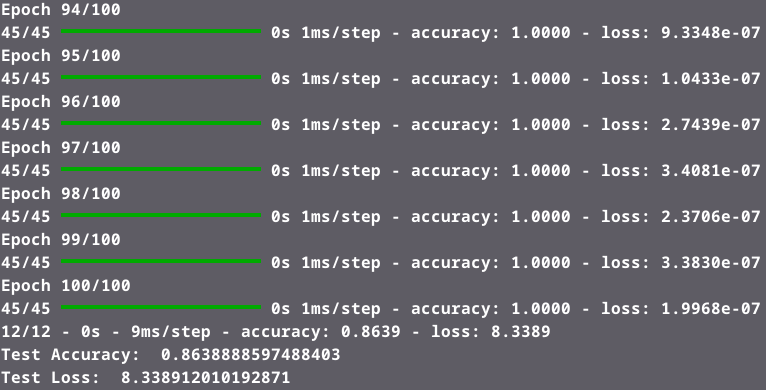 Epoch 94/100
45/45 ━━━━━━━━━━━━━━━━━━━━ 0s 1ms/step - accuracy: 1.0000 - loss: 9.3348e-07
Epoch 95/100
45/45 ━━━━━━━━━━━━━━━━━━━━ 0s 1ms/step - accuracy: 1.0000 - loss: 1.0433e-07
Epoch 96/100
45/45 ━━━━━━━━━━━━━━━━━━━━ 0s 1ms/step - accuracy: 1.0000 - loss: 2.7439e-07
Epoch 97/100
45/45 ━━━━━━━━━━━━━━━━━━━━ 0s 1ms/step - accuracy: 1.0000 - loss: 3.4081e-07
Epoch 98/100
45/45 ━━━━━━━━━━━━━━━━━━━━ 0s 1ms/step - accuracy: 1.0000 - loss: 2.3706e-07
Epoch 99/100
45/45 ━━━━━━━━━━━━━━━━━━━━ 0s 1ms/step - accuracy: 1.0000 - loss: 3.3830e-07
Epoch 100/100
45/45 ━━━━━━━━━━━━━━━━━━━━ 0s 1ms/step - accuracy: 1.0000 - loss: 1.9968e-07
12/12 - 0s - 9ms/step - accuracy: 0.8639 - loss: 8.3389
Test Accuracy:  0.8638888597488403
Test Loss:  8.338912010192871